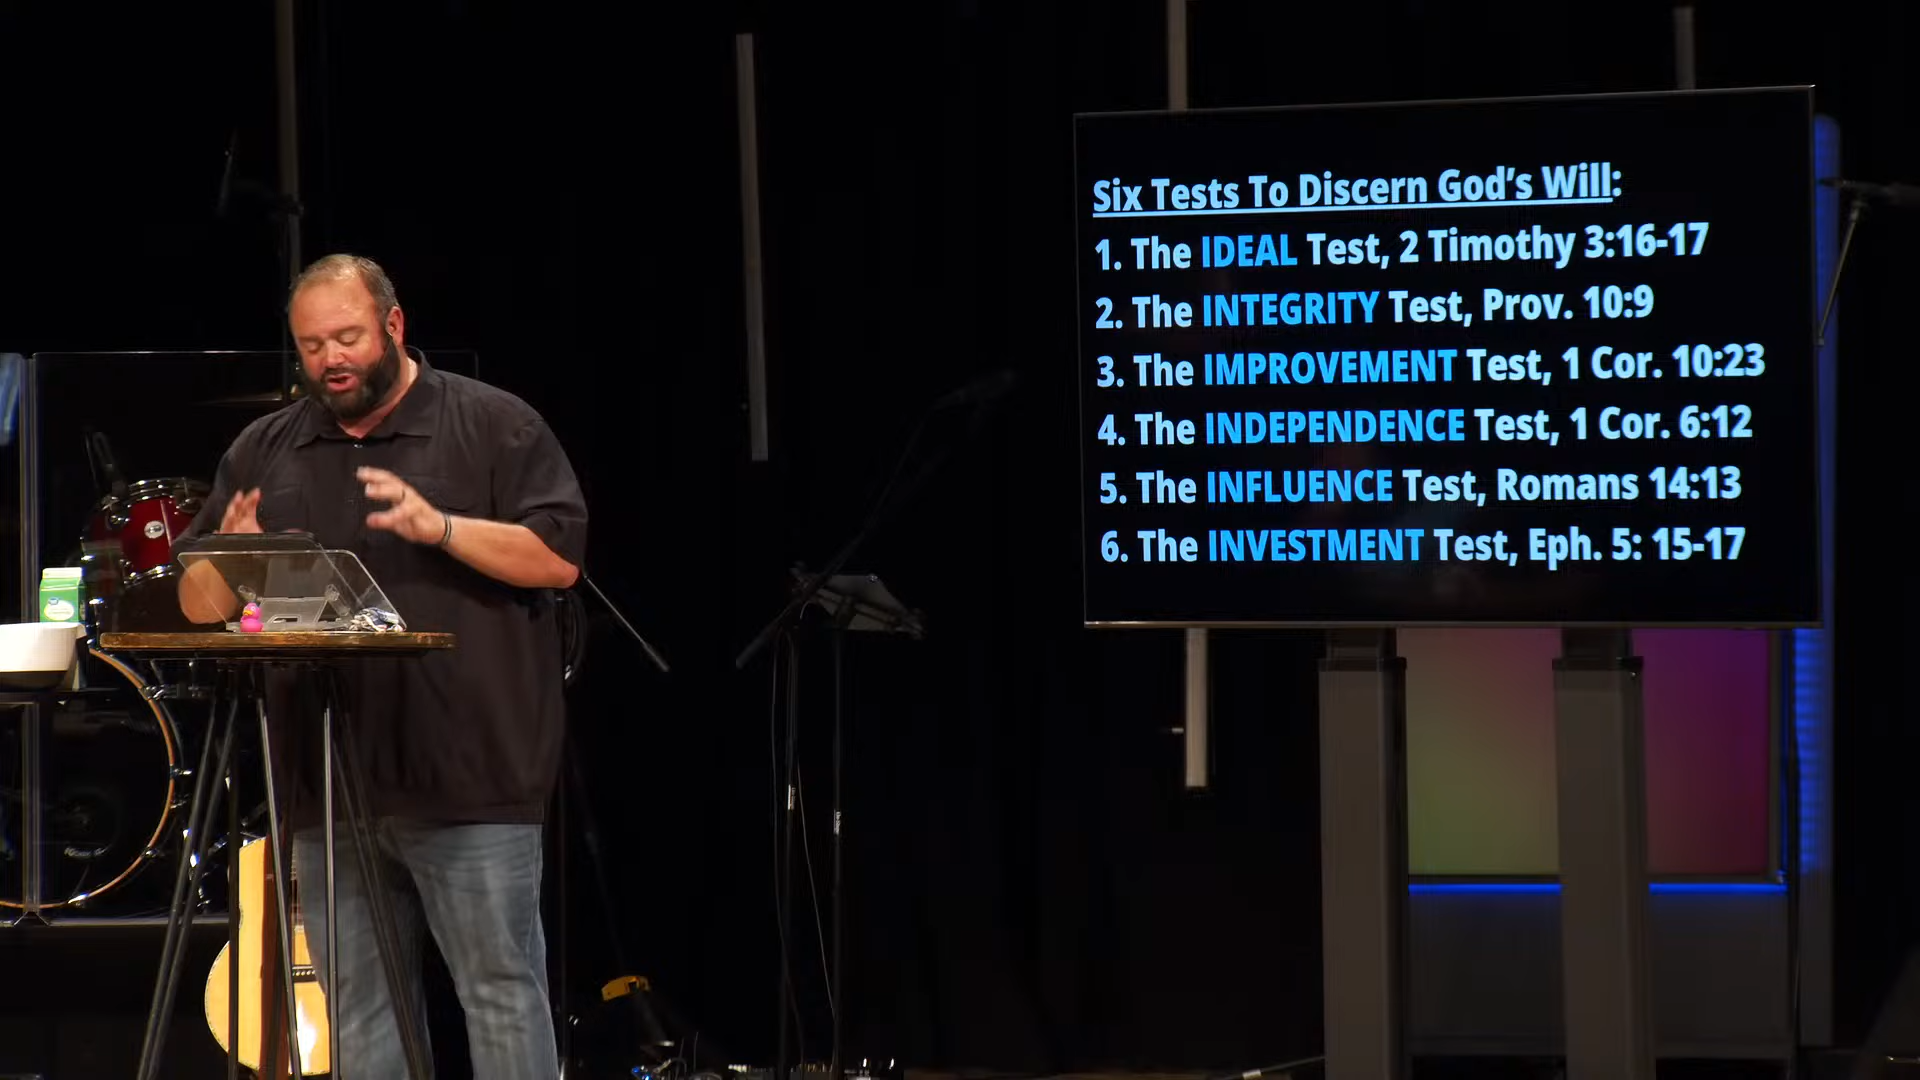 Six Tests To Discern God's Will:
1. The IDEAL Test, 2 Timothy 3:16-17
2. The INTEGRITY Test, Prov. 10:9
3. The IMPROVEMENT Test, 1 Cor. 10:23
4. The INDEPENDENCE Test, 1 Cor. 6:12
5. The INFLUENCE Test, Romans 14:13
6. The INVESTMENT Test, Eph. 5: 15-17